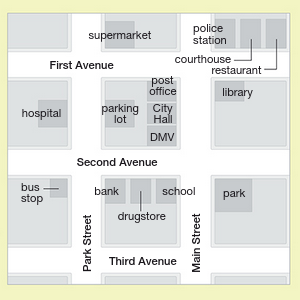 supermarket
police
station
courthouse
restaurant
First Avenue
post
office
library
hospital
parking
lot
City
Hall
DMV
Second Avenue
bus
stop
bank
school
park
drugstore
Park Street
Main Street
Third Avenue